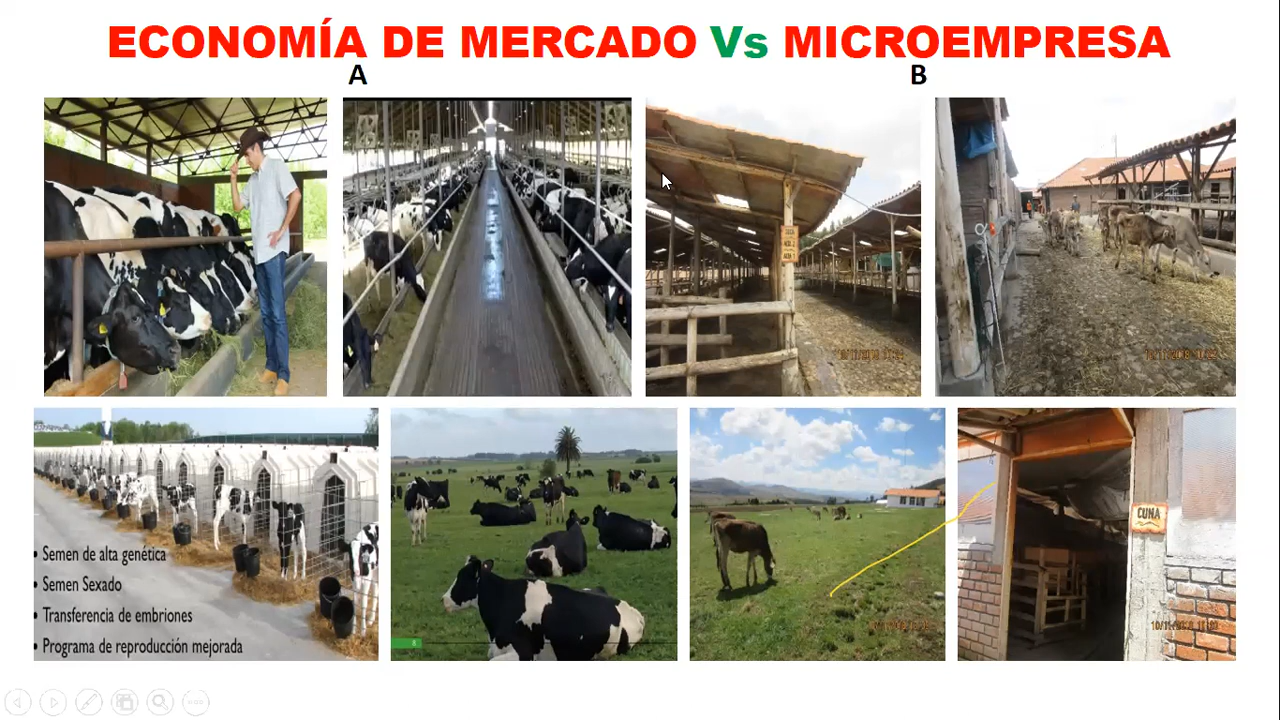 ECONOMÍA DE MERCADO Vs MICROEMPRESA
A
B
• Semen de alta genética
• Semen Sexado
• Transferencia de embriones
• Programa de reproducción mejorada
CUNA